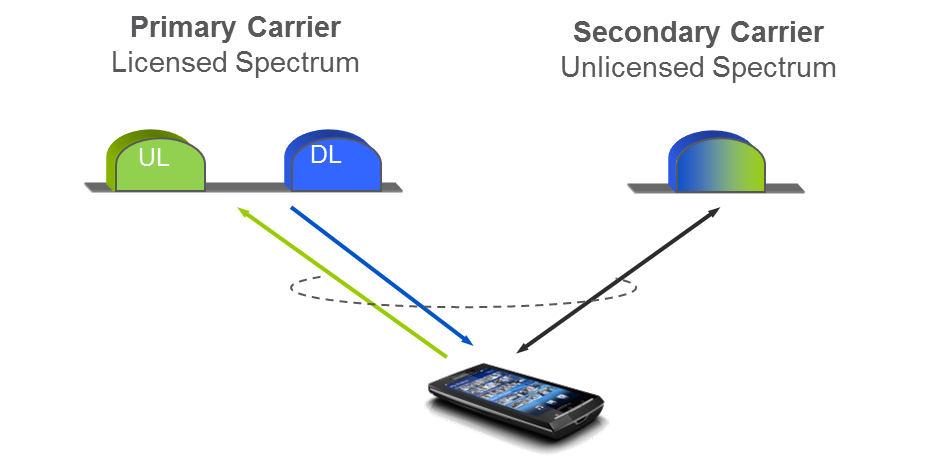 Primary Carrier
Licensed Spectrum
Secondary Carrier
Unlicensed Spectrum
UL
DL